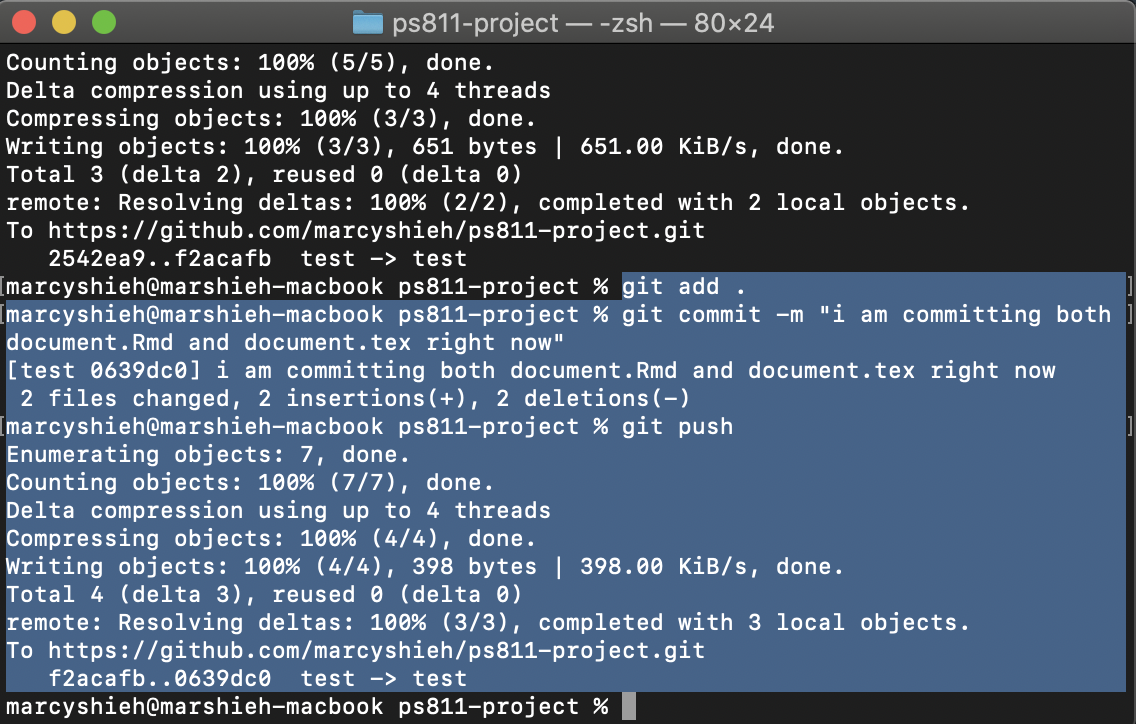 ps811-project — -zsh — 80×24
Counting objects: 100% (5/5), done.
Delta compression using up to 4 threads
Compressing objects: 100% (3/3), done.
Writing objects: 100% (3/3), 651 bytes | 651.00 KiB/s, done.
Total 3 (delta 2), reused 0 (delta 0)
remote: Resolving deltas: 100% (2/2), completed with 2 local objects.
To https://github.com/marcyshieh/ps811-project.git
   2542ea9..f2acafb  test -> test
[marcyshieh@marshieh-macbook ps811-project % git add . ]
[marcyshieh@marshieh-macbook ps811-project % git commit -m "i am committing both ]
document.Rmd and document.tex right now"
[test 0639dc0] i am committing both document.Rmd and document.tex right now
 2 files changed, 2 insertions(+), 2 deletions(-)
[marcyshieh@marshieh-macbook ps811-project % git push ]
Enumerating objects: 7, done.
Counting objects: 100% (7/7), done.
Delta compression using up to 4 threads
Compressing objects: 100% (4/4), done.
Writing objects: 100% (4/4), 398 bytes | 398.00 KiB/s, done.
Total 4 (delta 3), reused 0 (delta 0)
remote: Resolving deltas: 100% (3/3), completed with 3 local objects.
To https://github.com/marcyshieh/ps811-project.git
   f2acafb..0639dc0  test -> test
marcyshieh@marshieh-macbook ps811-project %